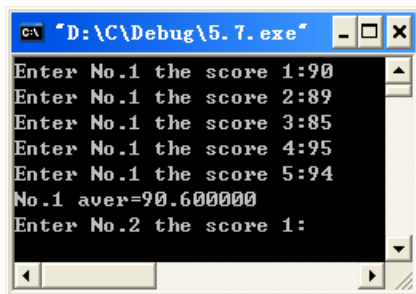 "D:\C\Debug\5.7.exe"
Enter No.1 the score 1:90
Enter No.1 the score 2:89
Enter No.1 the score 3:85
Enter No.1 the score 4:95
Enter No.1 the score 5:94
No.1 aver=90.600000
Enter No.2 the score 1: